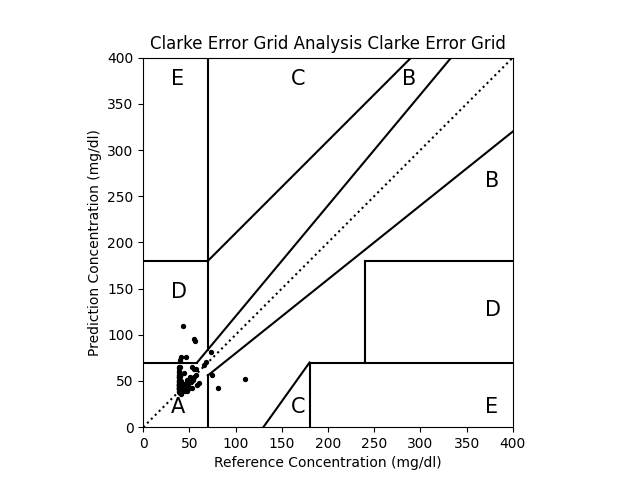 Clarke Error Grid Analysis Clarke Error Grid
400
350
300
250
200
150
100
50
0
Prediction Concentration (mg/dl)
E
C
B
B
D
D
A
C
E
0 50 100 150 200 250 300 350 400
Reference Concentration (mg/dl)